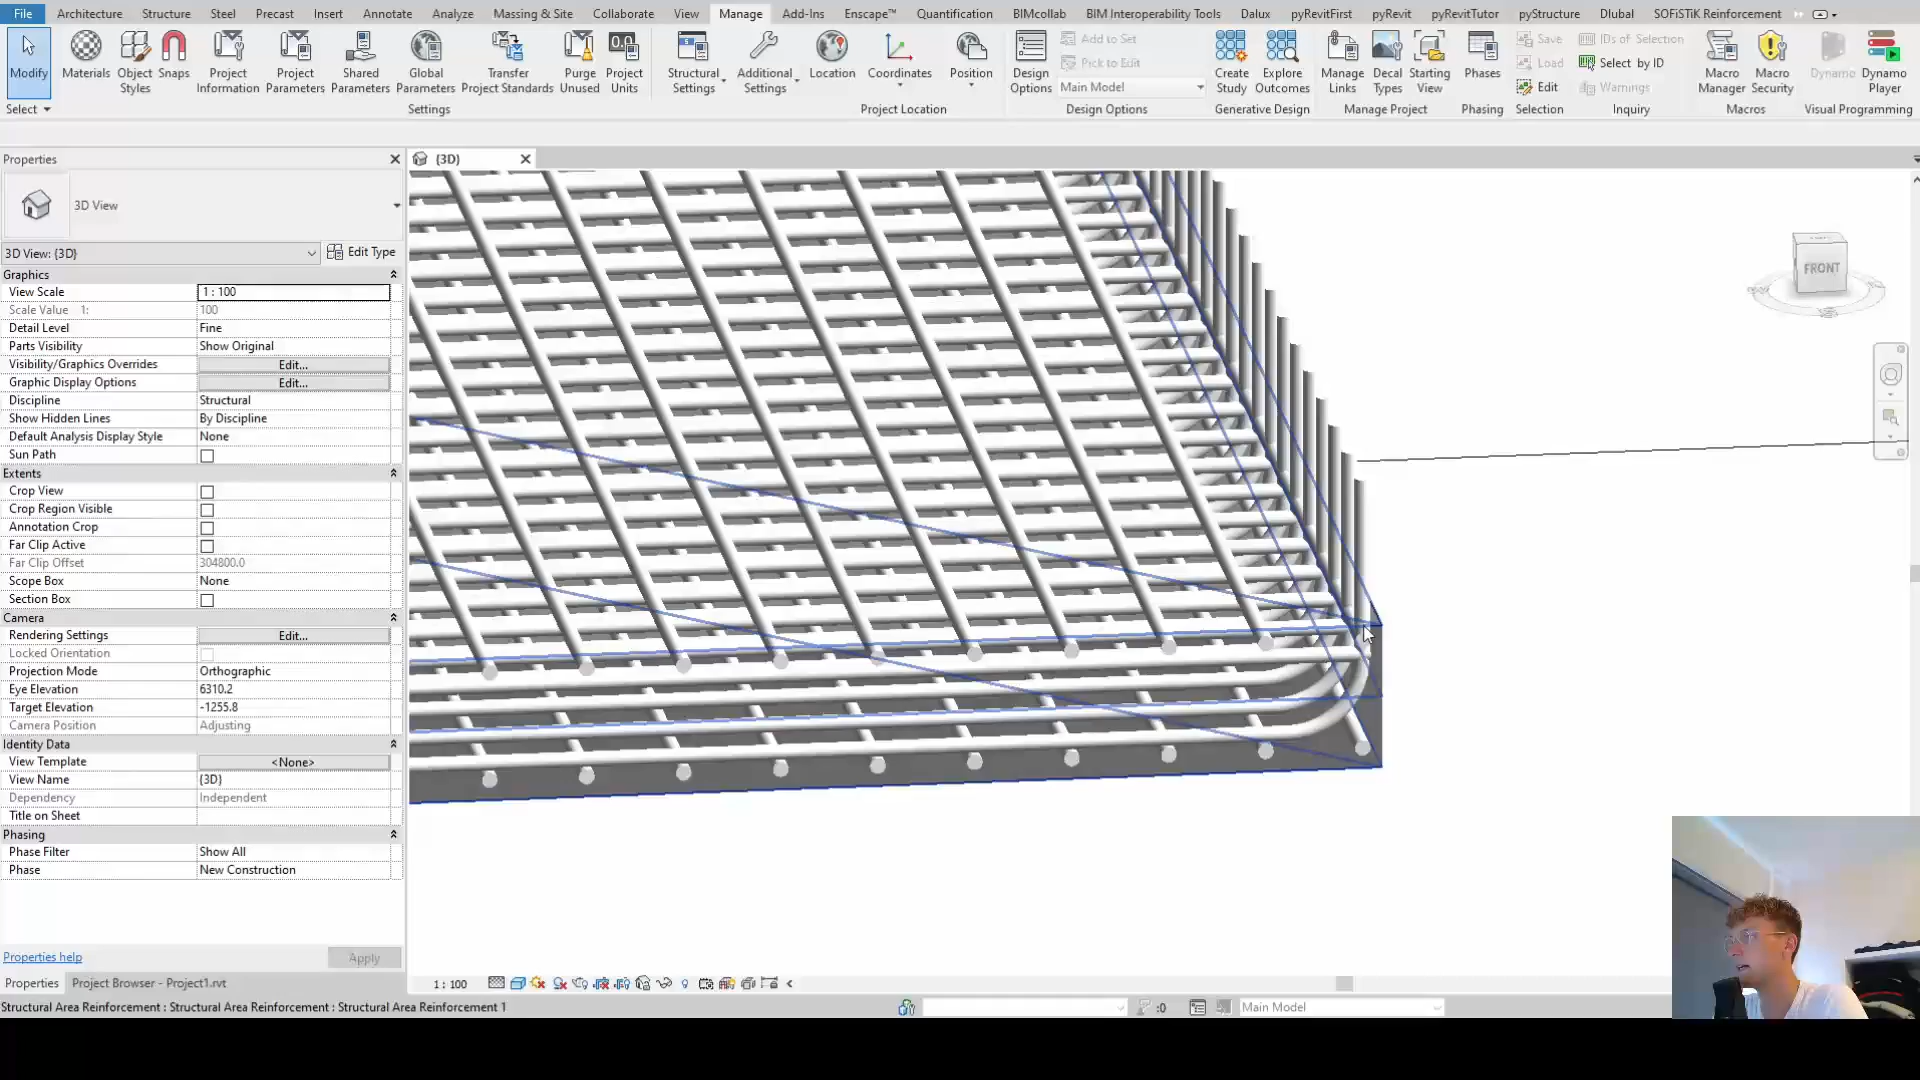 File Architecture Structure Steel Precast Insert Annotate Analyze Massing & Site Collaborate View Manage Add-Ins Enscape™ Quantification BIMcollab BIM Interoperability Tools Dalux pyRevitFirst pyRevit pyRevitTutor pyStructure Dlubal SOFiSTiK Reinforcement
Modify Materials Object Styles Snaps Project Information Project Parameters Shared Parameters Global Parameters Transfer Project Standards Purge Unused Project Units Structural Settings Additional Settings Location Coordinates Position Design Options Add to Set Pick to Edit Main Model Create Study Explore Outcomes Manage Links Decal Types Starting View Phases Save Load Edit IDs of Selection Select by ID Warnings Macro Manager Macro Security Dynamo Dynamo Player
Select Settings Project Location Design Options Generative Design Manage Project Phasing Selection Inquiry Macros Visual Programming
Properties
{3D}
3D View
3D View: {3D} Edit Type
Graphics
View Scale 1 : 100
Scale Value 1: 100
Detail Level Fine
Parts Visibility Show Original
Visibility/Graphics Overrides Edit...
Graphic Display Options Edit...
Discipline Structural
Show Hidden Lines By Discipline
Default Analysis Display Style None
Sun Path
Extents
Crop View
Crop Region Visible
Annotation Crop
Far Clip Active
Far Clip Offset 304800.0
Scope Box None
Section Box
Camera
Rendering Settings Edit...
Locked Orientation
Projection Mode Orthographic
Eye Elevation 6310.2
Target Elevation -1255.8
Camera Position Adjusting
Identity Data
View Template <None>
View Name {3D}
Dependency Independent
Title on Sheet
Phasing
Phase Filter Show All
Phase New Construction
FRONT
Properties help Apply
Properties Project Browser - Project1.rvt
1 : 100
Structural Area Reinforcement : Structural Area Reinforcement : Structural Area Reinforcement 1
:0 Main Model